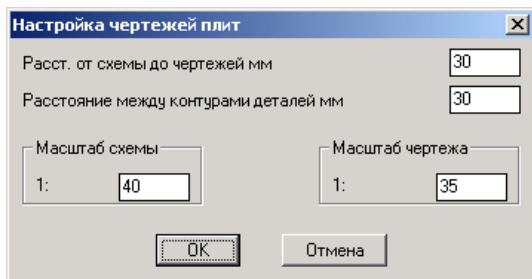 Настройка чертежей плит
Расст. от схемы до чертежей мм 30
Расстояние между контурами деталей мм 30
Масштаб схемы Масштаб чертежа
1: 40 1: 35
OK Отмена